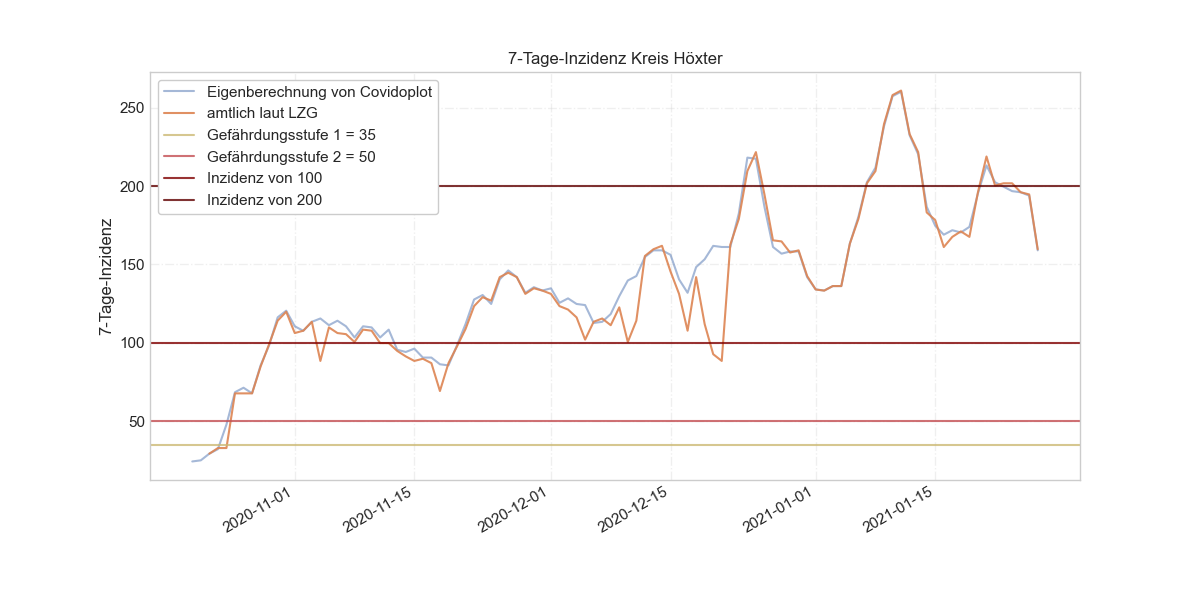 7-Tage-Inzidenz Kreis Höxter
Eigenberechnung von Covidoplot
amtlich laut LZG
Gefährdungsstufe 1 = 35
Gefährdungsstufe 2 = 50
Inzidenz von 100
Inzidenz von 200
7-Tage-Inzidenz
250
200
150
100
50
2020-11-01
2020-11-15
2020-12-01
2020-12-15
2021-01-01
2021-01-15